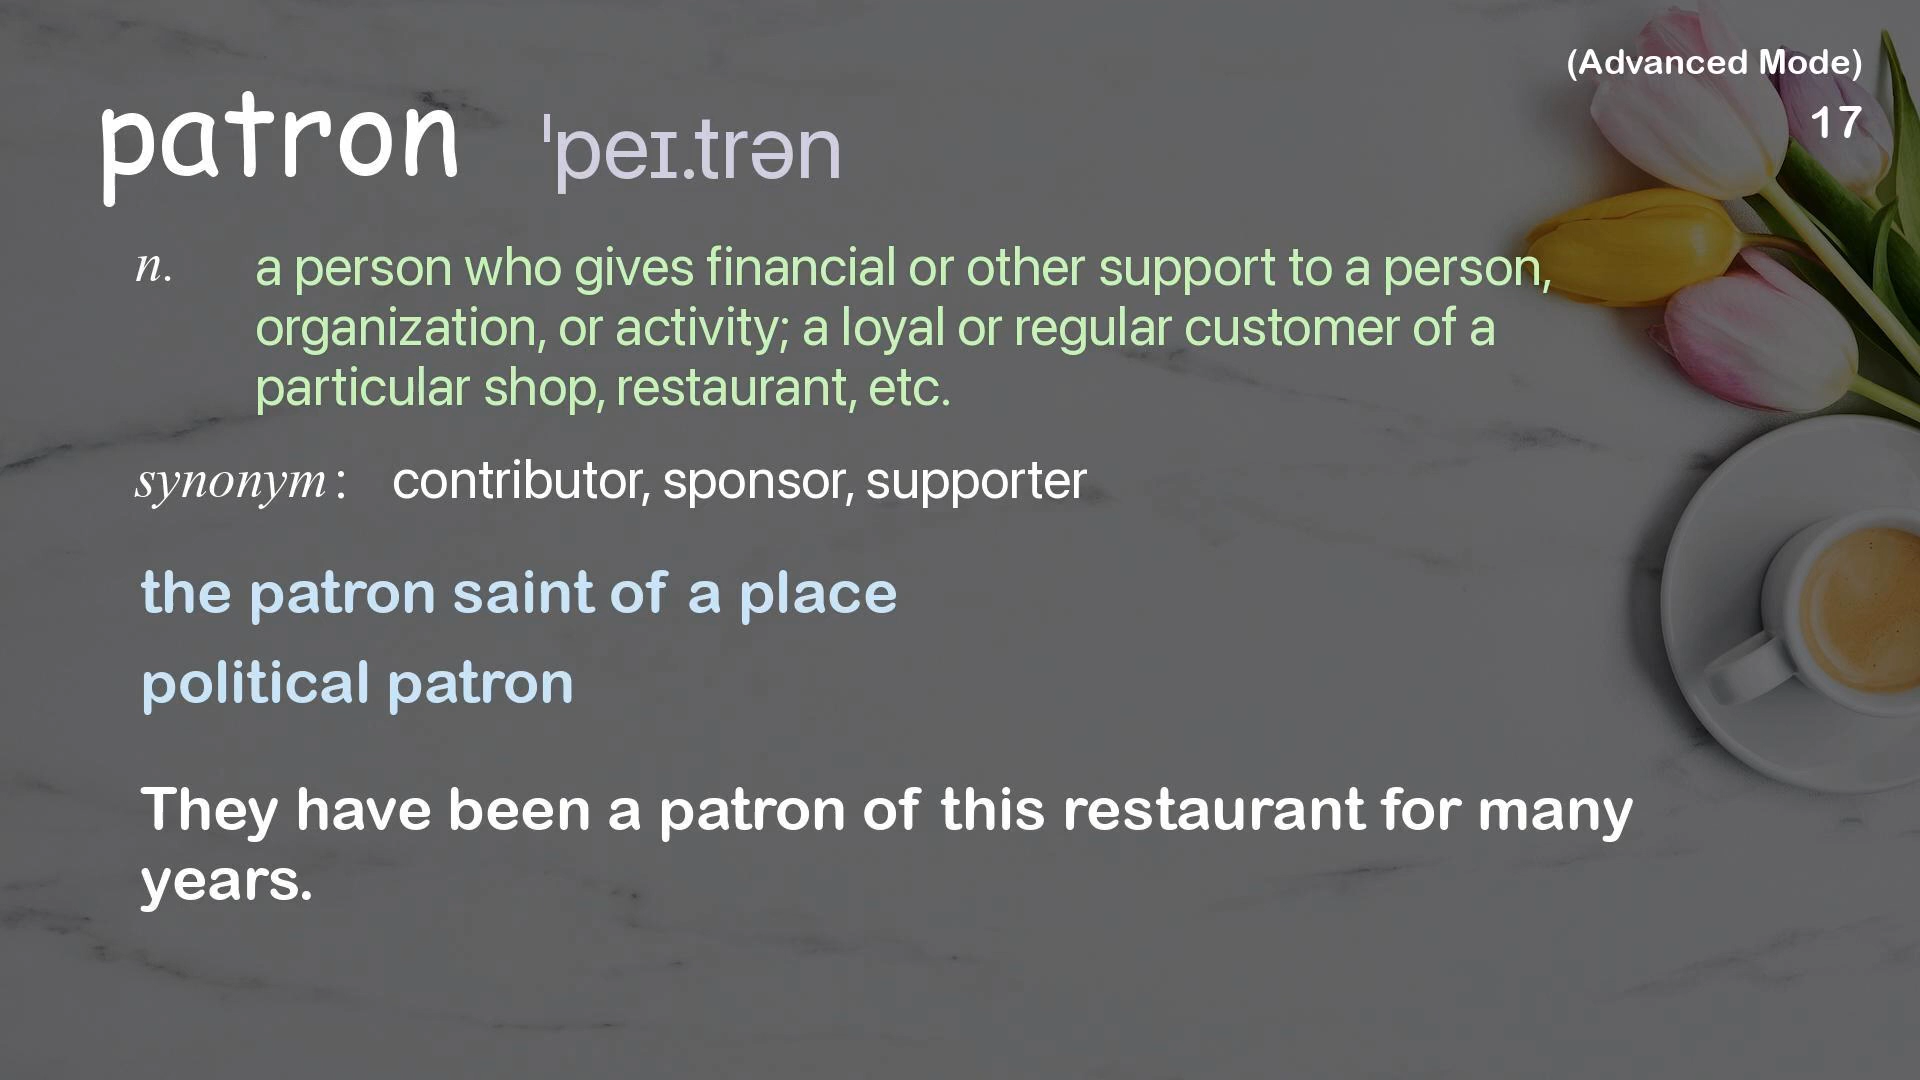 (Advanced Mode)
17
patron ˈpeɪ.trən
n. a person who gives financial or other support to a person,
organization, or activity; a loyal or regular customer of a
particular shop, restaurant, etc.
synonym: contributor, sponsor, supporter
the patron saint of a place
political patron
They have been a patron of this restaurant for many
years.